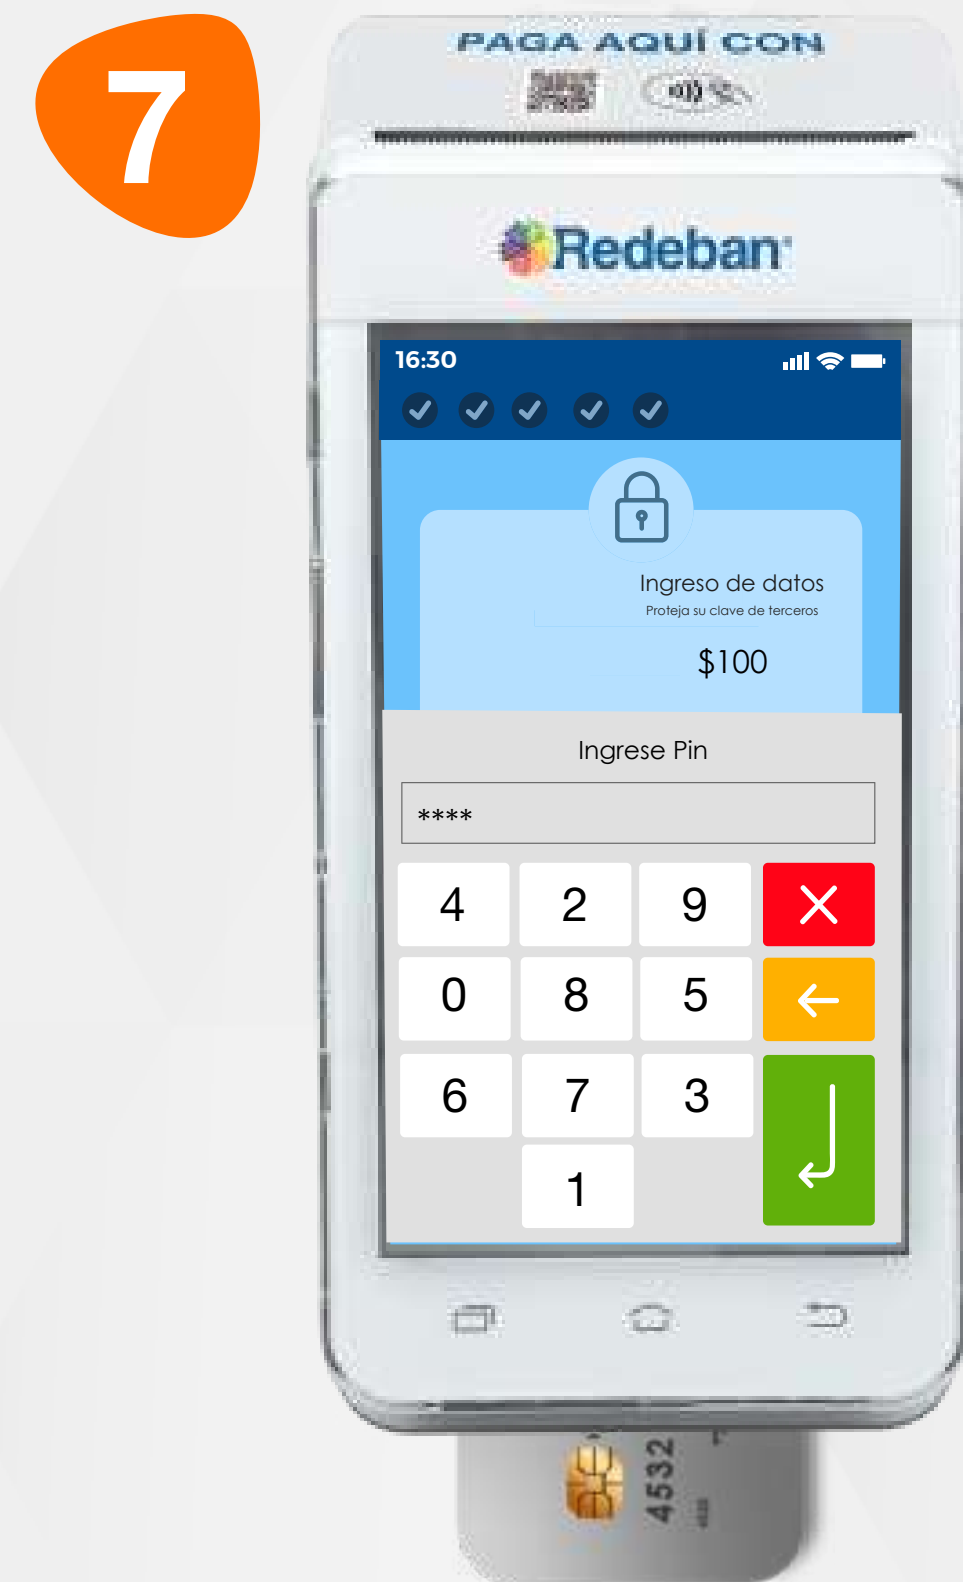 7
PAGA AQUÍ CON
Redeban
16:30
Ingreso de datos
Proteja su clave de terceros
$100
Ingrese Pin
****
4 2 9
0 8 5
6 7 3
1
4532